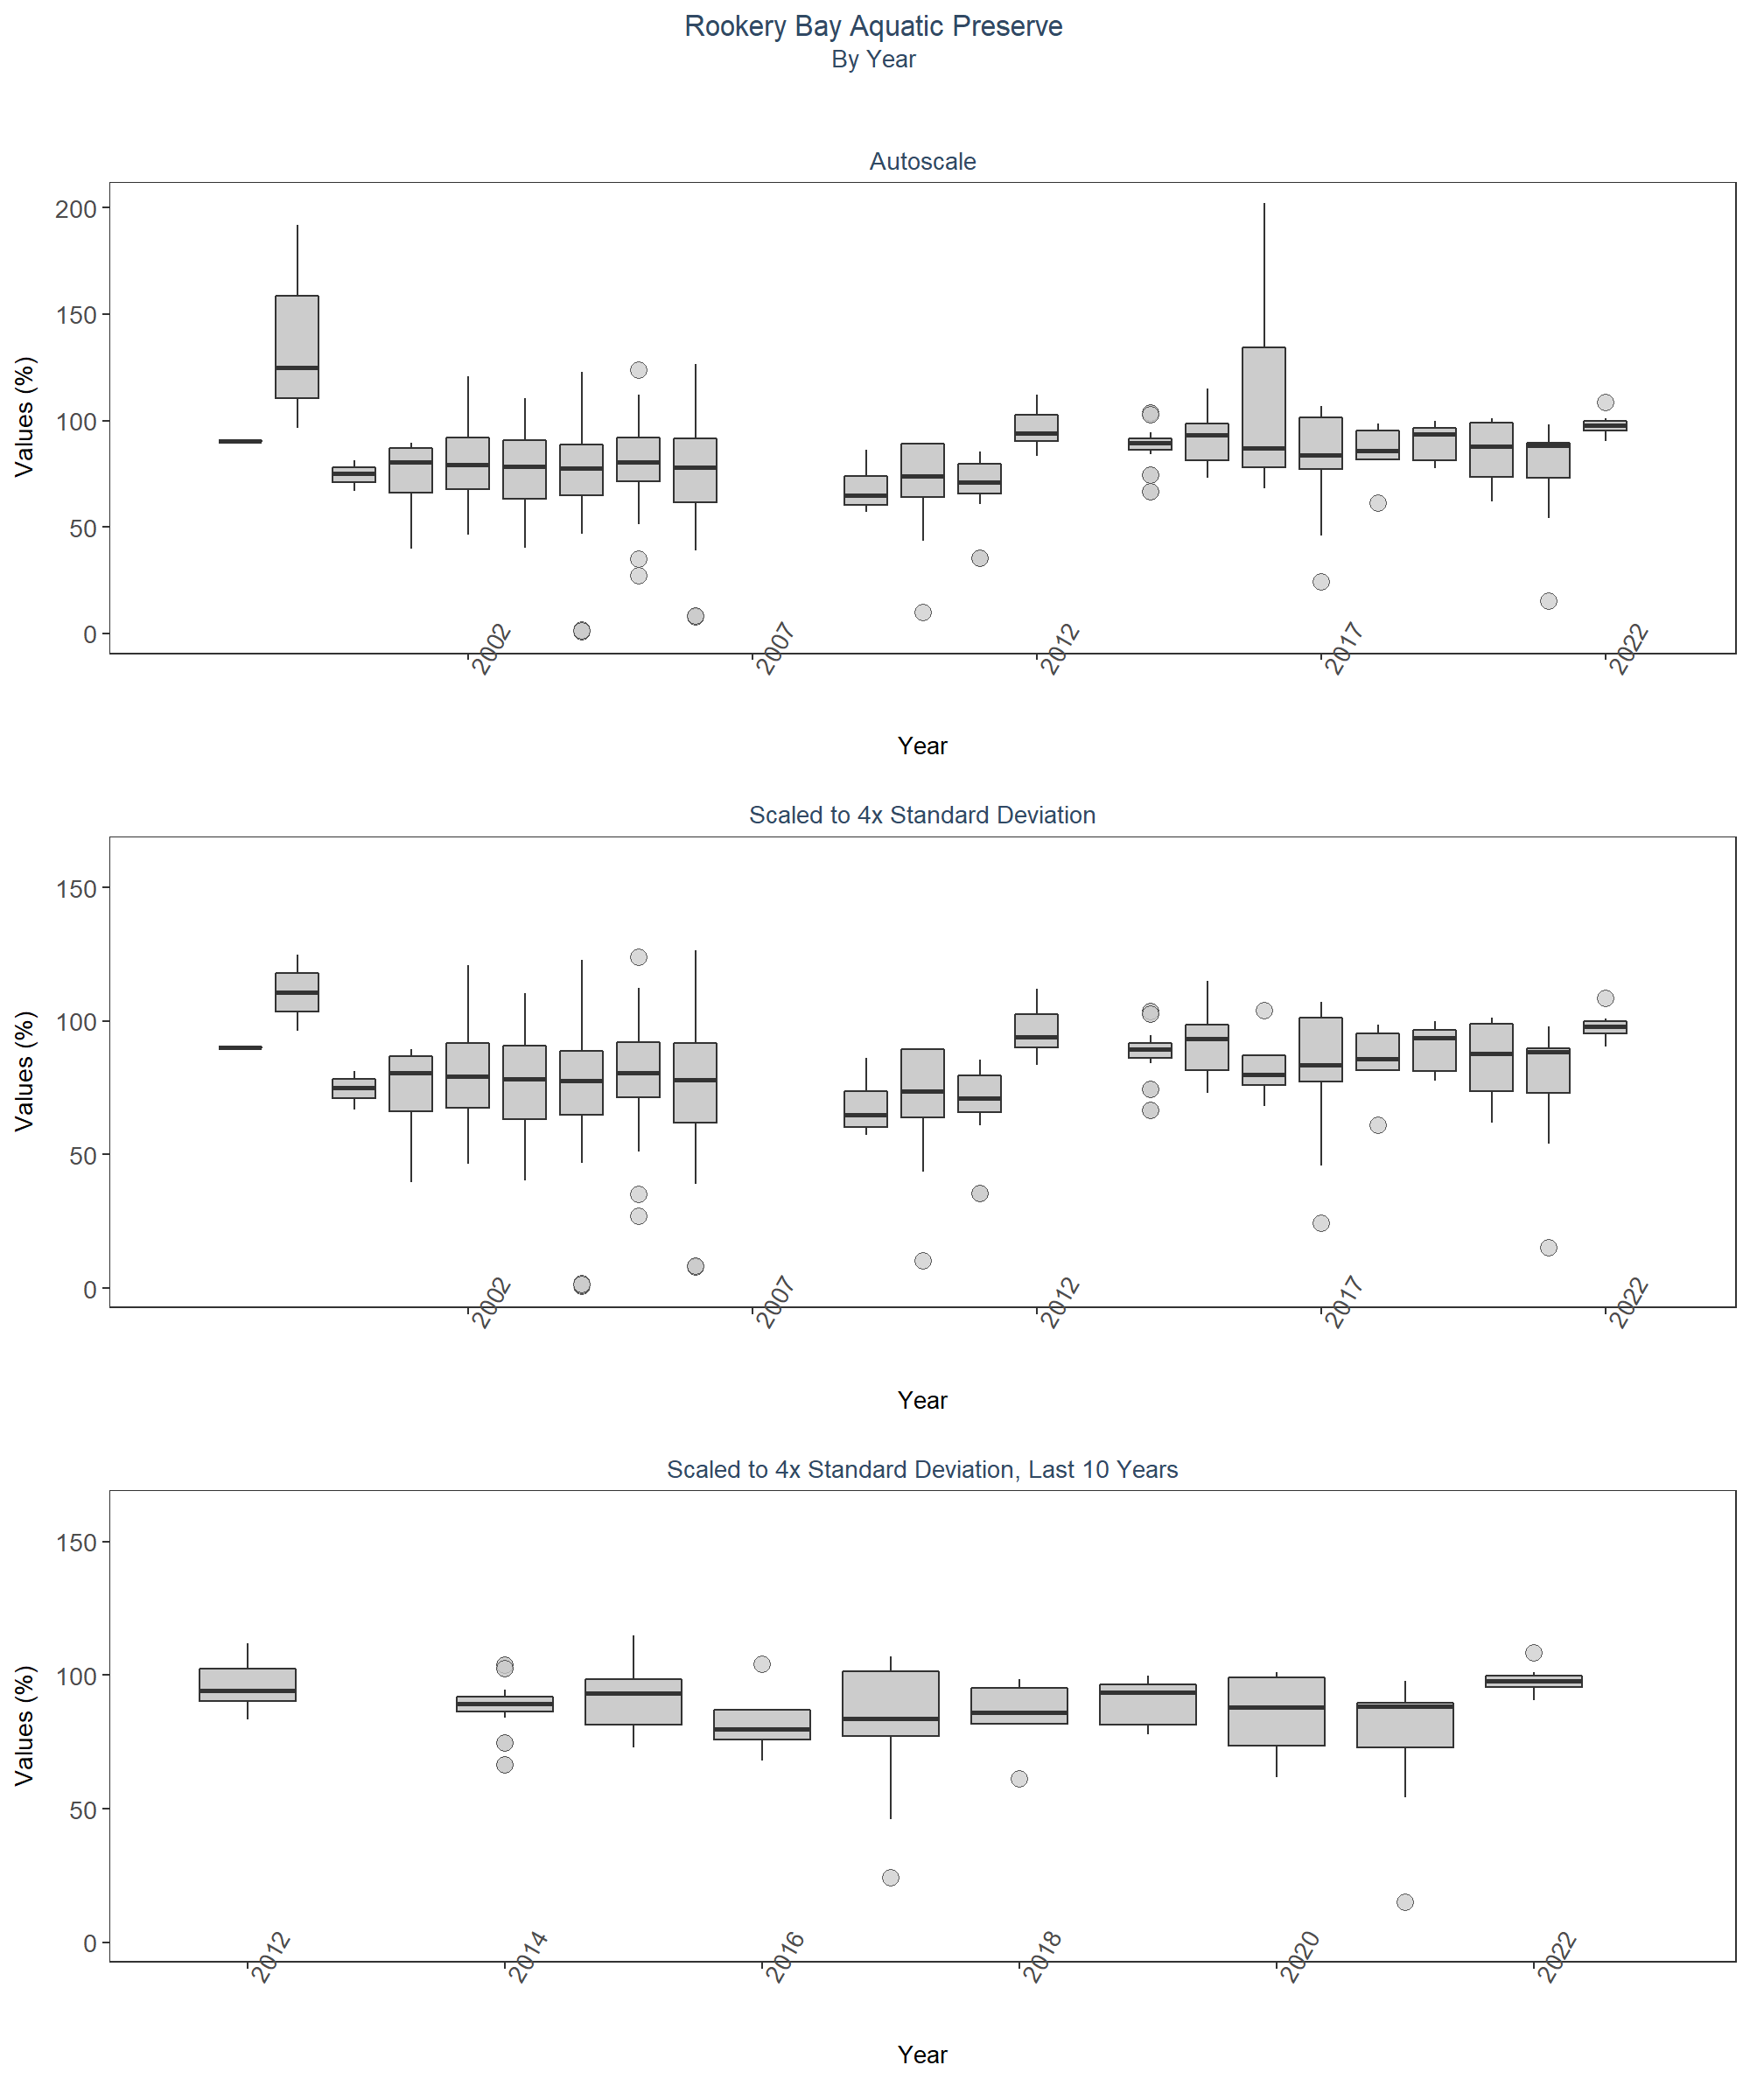 Rookery Bay Aquatic Preserve
By Year
Autoscale
Values (%)
200
150
100
50
0
2002
2007
2012
2017
2022
Year
Scaled to 4x Standard Deviation
Values (%)
150
100
50
0
2002
2007
2012
2017
2022
Year
Scaled to 4x Standard Deviation, Last 10 Years
Values (%)
150
100
50
0
2012
2014
2016
2018
2020
2022
Year